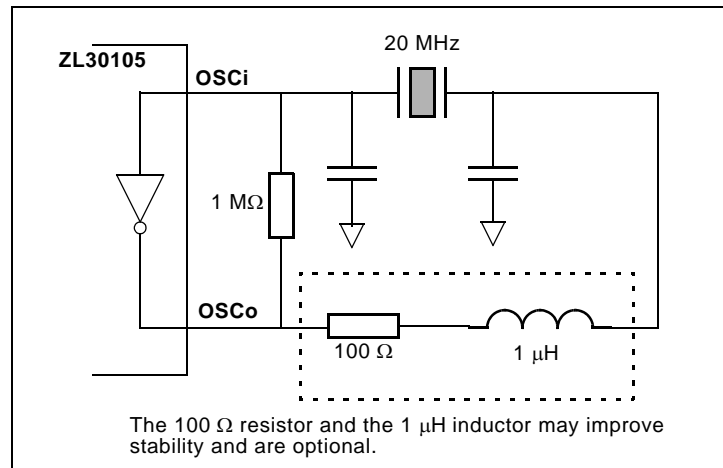 20 MHz
ZL30105
OSCi
1 MΩ
OSCo
100 Ω
1 μH
The 100 Ω resistor and the 1 μH inductor may improve
stability and are optional.